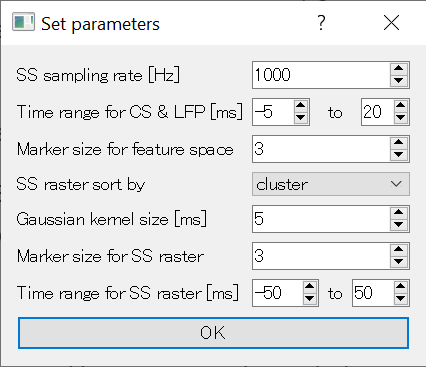 Set parameters ?
SS sampling rate [Hz] 1000
Time range for CS & LFP [ms] -5 to 20
Marker size for feature space 3
SS raster sort by cluster
Gaussian kernel size [ms] 5
Marker size for SS raster 3
Time range for SS raster [ms] -50 to 50
OK